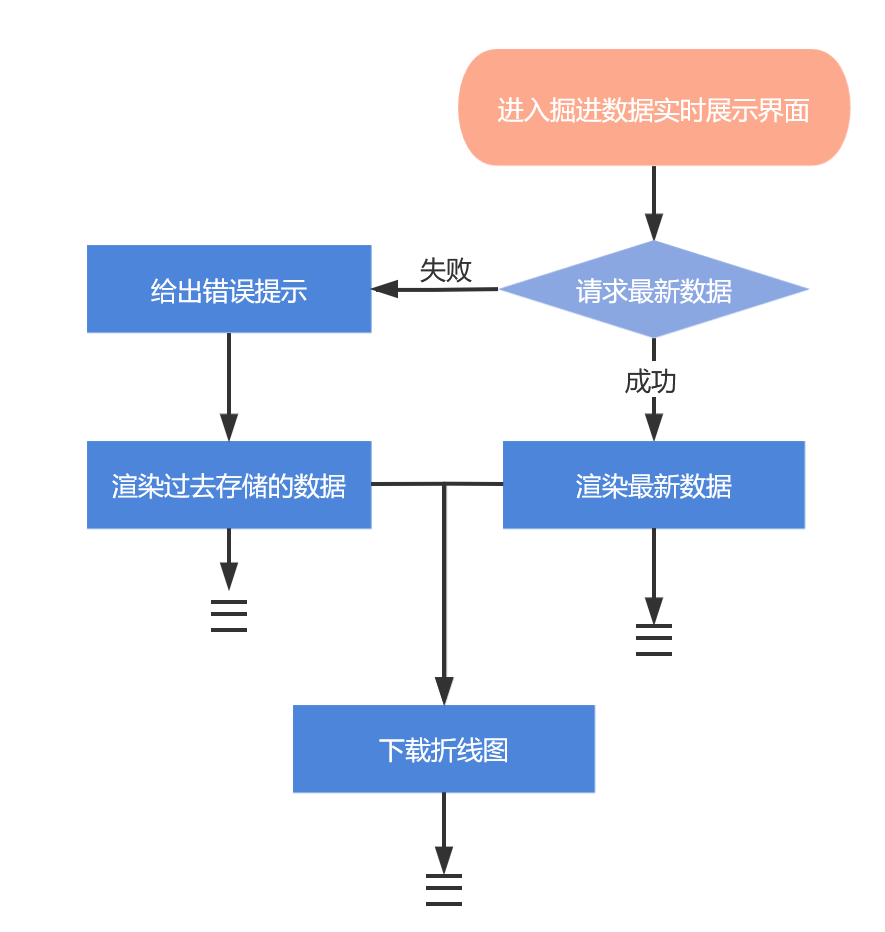 进入掘进数据实时展示界面
失败
给出错误提示
请求最新数据
成功
渲染过去存储的数据
渲染最新数据
下载折线图